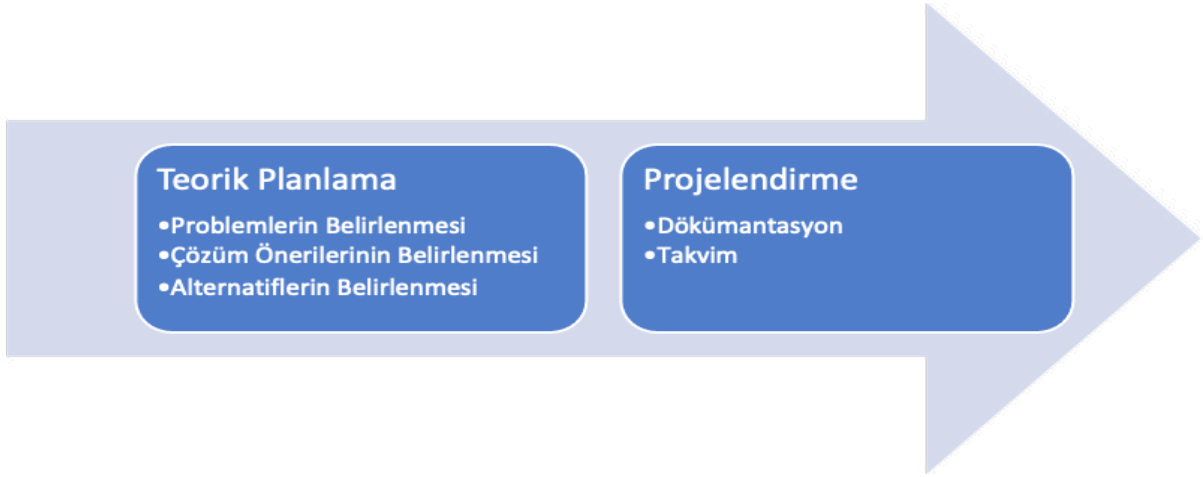 Teorik Planlama
•Problemlerin Belirlenmesi
•Çözüm Önerilerinin Belirlenmesi
•Alternatiflerin Belirlenmesi
Projelendirme
•Dökümantasyon
•Takvim